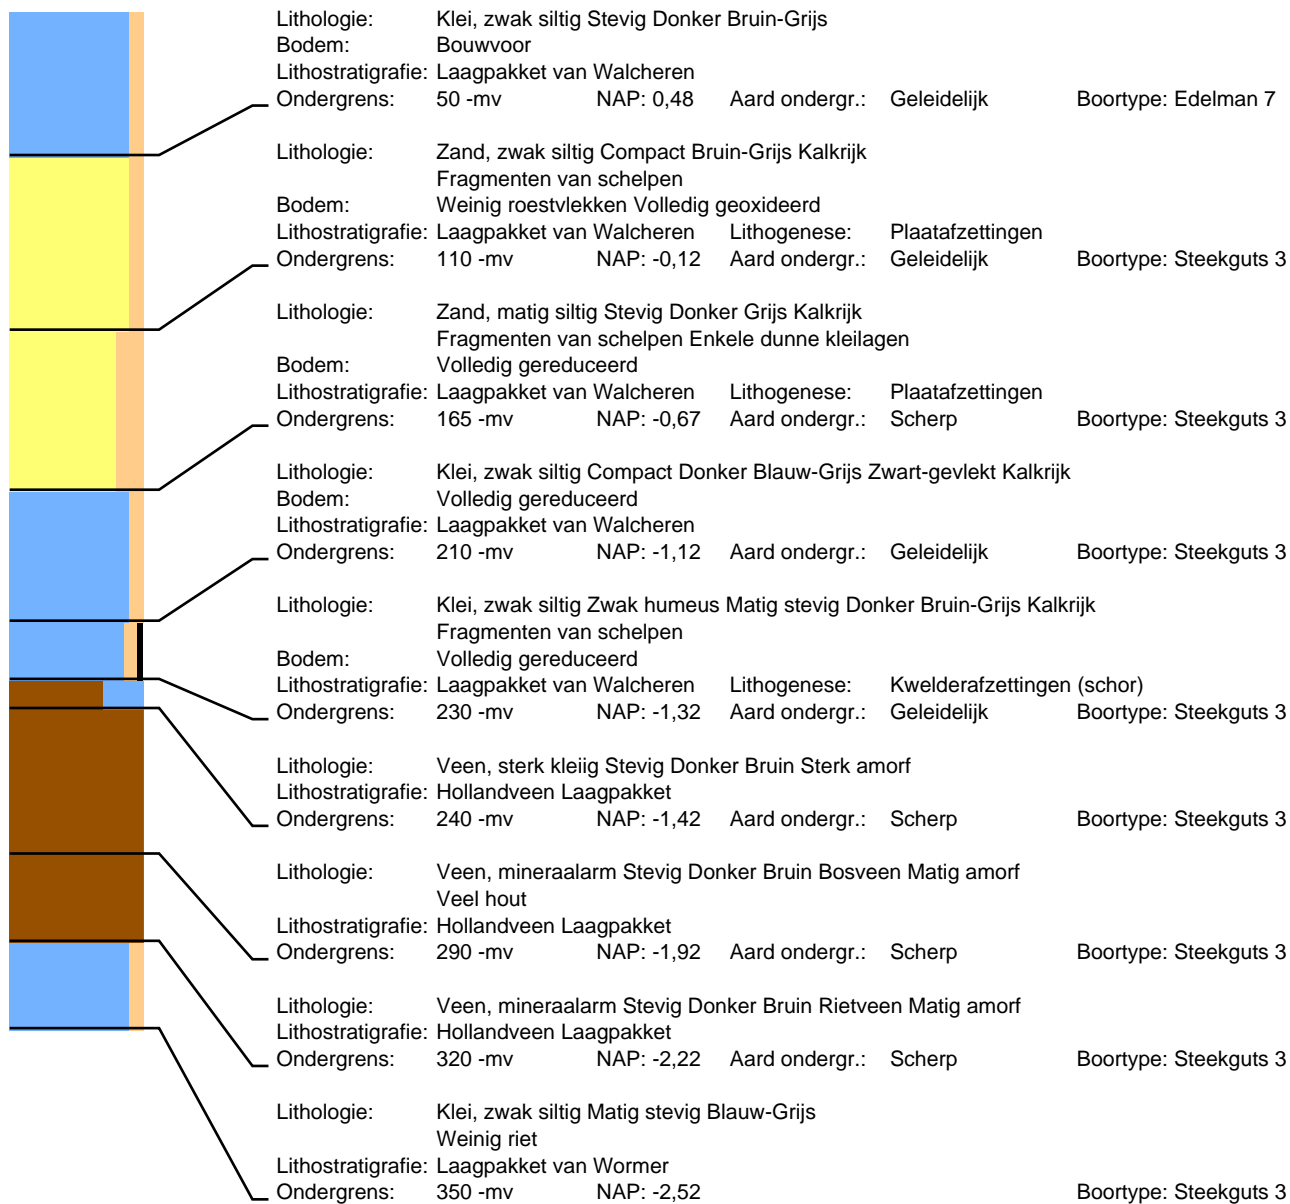 Lithologie: Klei, zwak siltig Stevig Donker Bruin-Grijs
Bodem: Bouwvoor
Lithostratigrafie: Laagpakket van Walcheren
Ondergrens: 50 -mv NAP: 0,48 Aard ondergr.: Geleidelijk Boortype: Edelman 7
Lithologie: Zand, zwak siltig Compact Bruin-Grijs Kalkrijk
Fragmenten van schelpen
Bodem: Weinig roestvlekken Volledig geoxideerd
Lithostratigrafie: Laagpakket van Walcheren Lithogenese: Plaatafzettingen
Ondergrens: 110 -mv NAP: -0,12 Aard ondergr.: Geleidelijk Boortype: Steekguts 3
Lithologie: Zand, matig siltig Stevig Donker Grijs Kalkrijk
Fragmenten van schelpen Enkele dunne kleilagen
Bodem: Volledig gereduceerd
Lithostratigrafie: Laagpakket van Walcheren Lithogenese: Plaatafzettingen
Ondergrens: 165 -mv NAP: -0,67 Aard ondergr.: Scherp Boortype: Steekguts 3
Lithologie: Klei, zwak siltig Compact Donker Blauw-Grijs Zwart-gevlekt Kalkrijk
Bodem: Volledig gereduceerd
Lithostratigrafie: Laagpakket van Walcheren
Ondergrens: 210 -mv NAP: -1,12 Aard ondergr.: Geleidelijk Boortype: Steekguts 3
Lithologie: Klei, zwak siltig Zwak humeus Matig stevig Donker Bruin-Grijs Kalkrijk
Fragmenten van schelpen
Bodem: Volledig gereduceerd
Lithostratigrafie: Laagpakket van Walcheren Lithogenese: Kwelderafzettingen (schor)
Ondergrens: 230 -mv NAP: -1,32 Aard ondergr.: Geleidelijk Boortype: Steekguts 3
Lithologie: Veen, sterk kleiig Stevig Donker Bruin Sterk amorf
Lithostratigrafie: Hollandveen Laagpakket
Ondergrens: 240 -mv NAP: -1,42 Aard ondergr.: Scherp Boortype: Steekguts 3
Lithologie: Veen, mineraalarm Stevig Donker Bruin Bosveen Matig amorf
Veel hout
Lithostratigrafie: Hollandveen Laagpakket
Ondergrens: 290 -mv NAP: -1,92 Aard ondergr.: Scherp Boortype: Steekguts 3
Lithologie: Veen, mineraalarm Stevig Donker Bruin Rietveen Matig amorf
Lithostratigrafie: Hollandveen Laagpakket
Ondergrens: 320 -mv NAP: -2,22 Aard ondergr.: Scherp Boortype: Steekguts 3
Lithologie: Klei, zwak siltig Matig stevig Blauw-Grijs
Weinig riet
Lithostratigrafie: Laagpakket van Wormer
Ondergrens: 350 -mv NAP: -2,52 Boortype: Steekguts 3